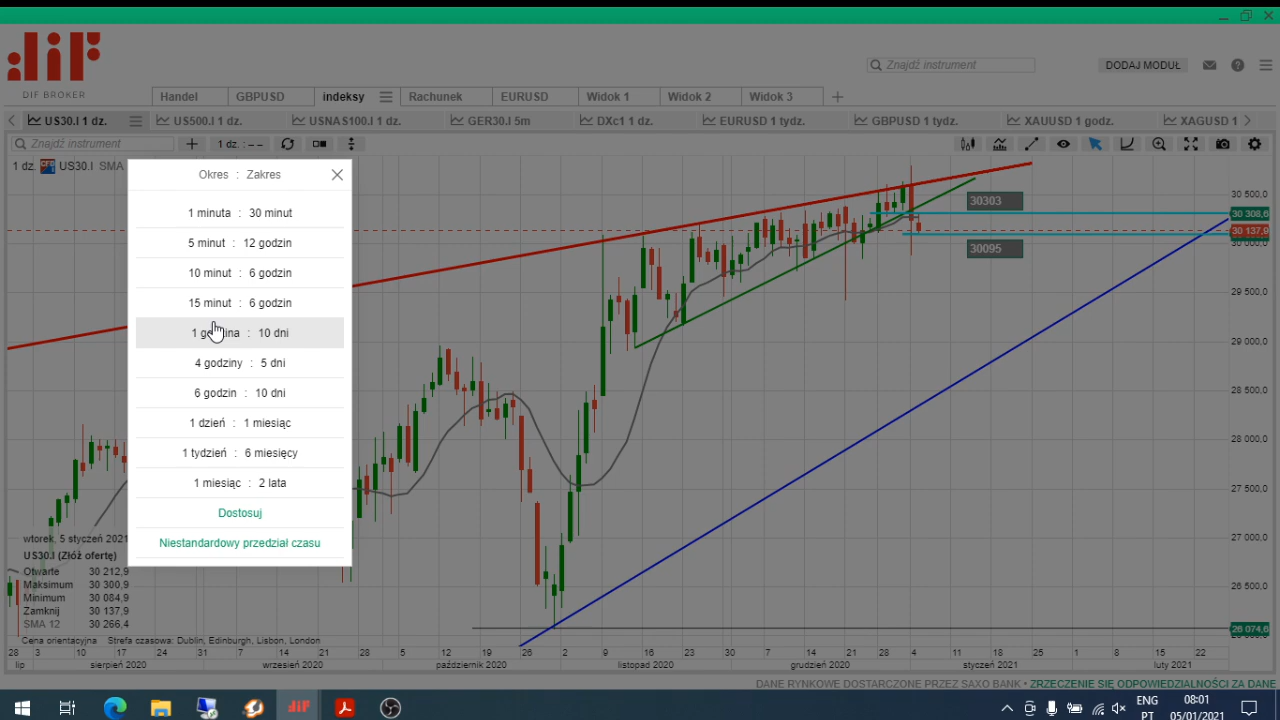 DIF BROKER
Znajdź instrument
DODAJ MODUŁ
Handel
GBPUSD
indeksy
Rachunek
EURUSD
Widok 1
Widok 2
Widok 3
US30.I 1 dz.
US500.I 1 dz.
USNAS100.I 1 dz.
GER30.I 5m
DXc1 1 dz.
EURUSD 1 tydz.
GBPUSD 1 tydz.
XAUUSD 1 godz.
XAGUSD 1
Znajdź instrument
1 dz. : – –
1 dz.
US30.I SMA
Okres : Zakres
1 minuta : 30 minut
5 minut : 12 godzin
10 minut : 6 godzin
15 minut : 6 godzin
1 godzina : 10 dni
4 godziny : 5 dni
6 godzin : 10 dni
1 dzień : 1 miesiąc
1 tydzień : 6 miesięcy
1 miesiąc : 2 lata
Dostosuj
Niestandardowy przedział czasu
30303
30095
30 500,0
30 308,6
30 137,9
30 000,0
29 500,0
29 000,0
28 500,0
28 000,0
27 500,0
27 000,0
26 500,0
26 074,6
wtorek, 5 styczeń 2021
US30.I (Złóż ofertę)
Otwarte 30 212,9
Maksimum 30 300,9
Minimum 30 084,9
Zamknij 30 137,9
SMA 12 30 266,4
Cena orientacyjna Strefa czasowa: Dublin, Edinburgh, Lisbon, London
28 3 10 17 24 31 7 14 21 28 5 12 19 26 2 9 16 23 30 7 14 21 28 4 11 18 25 1 8 15 22
lip sierpień 2020 wrzesień 2020 październik 2020 listopad 2020 grudzień 2020 styczeń 2021 luty 2021
DANE RYNKOWE DOSTARCZONE PRZEZ SAXO BANK • ZRZECZENIE SIĘ ODPOWIEDZIALNOŚCI ZA DANE
ENG
PT
08:01
05/01/2021